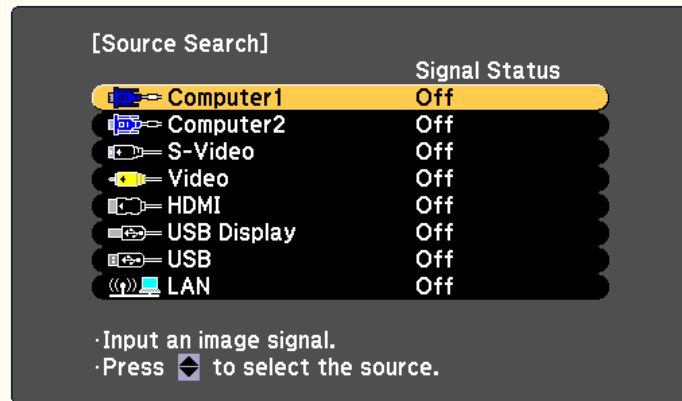 [Source Search]
Signal Status
Computer1 Off
Computer2 Off
S-Video Off
Video Off
HDMI Off
USB Display Off
USB Off
LAN Off
·Input an image signal.
·Press to select the source.